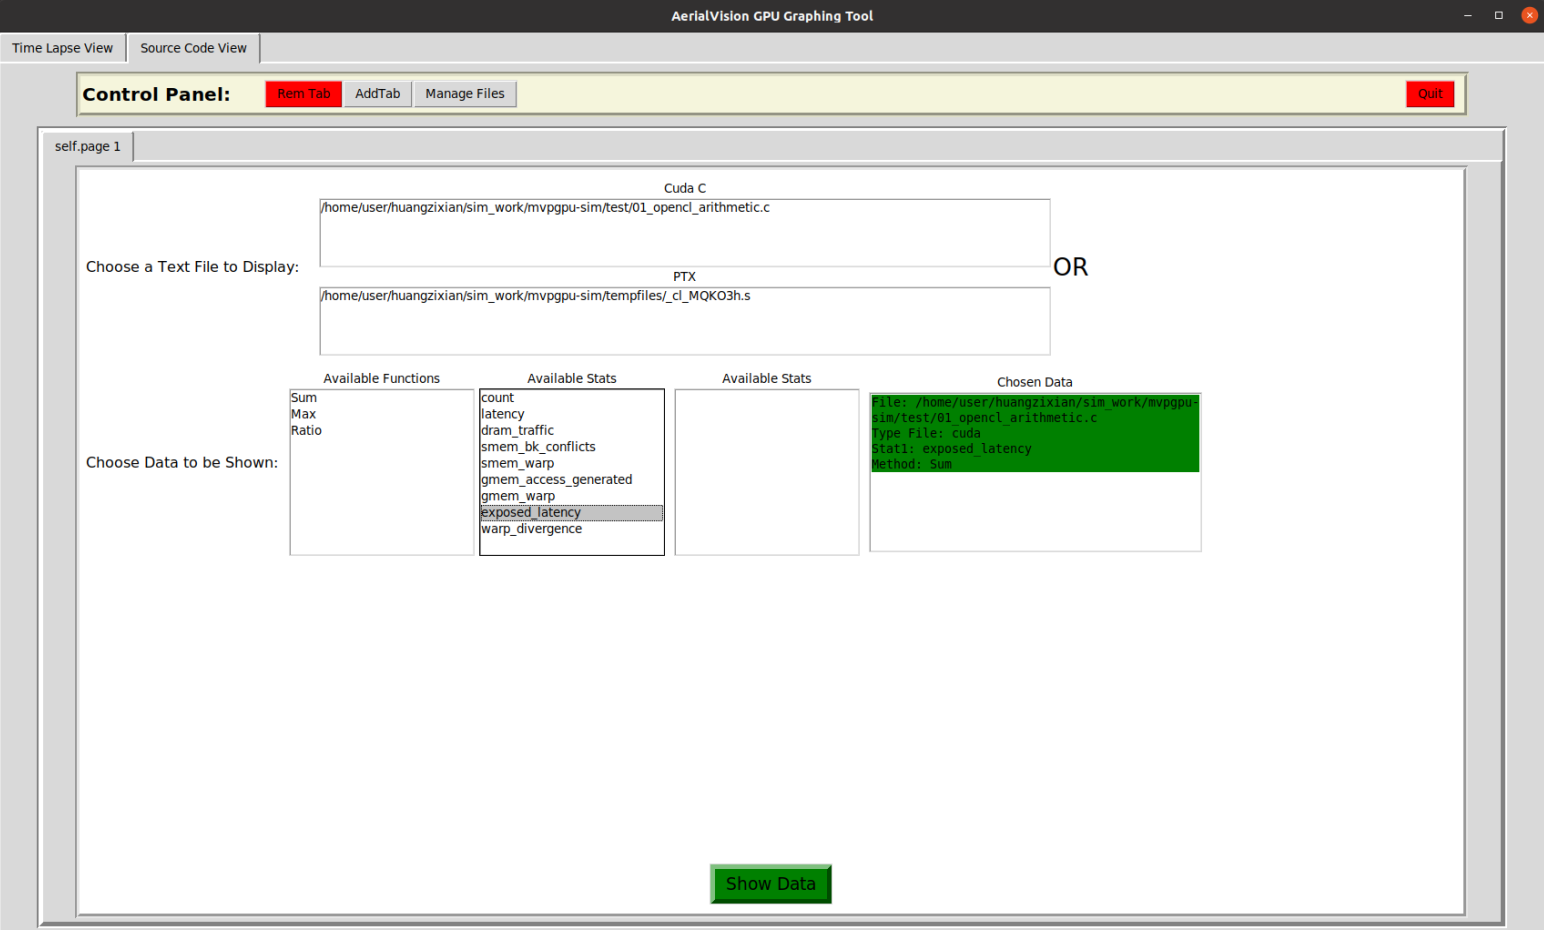 AerialVision GPU Graphing Tool
Time Lapse View
Source Code View
Control Panel:
Rem Tab
AddTab
Manage Files
Quit
self.page 1
Cuda C
/home/user/huangzixian/sim_work/mvpgpu-sim/test/01_opencl_arithmetic.c
Choose a Text File to Display:
OR
PTX
/home/user/huangzixian/sim_work/mvpgpu-sim/tempfiles/_cl_MQKO3h.s
Available Functions
Available Stats
Available Stats
Chosen Data
Choose Data to be Shown:
Sum
Max
Ratio
count
latency
dram_traffic
smem_bk_conflicts
smem_warp
gmem_access_generated
gmem_warp
exposed_latency
warp_divergence
File: /home/user/huangzixian/sim_work/mvpgpu-
sim/test/01_opencl_arithmetic.c
Type File: cuda
Stat1: exposed_latency
Method: Sum
Show Data